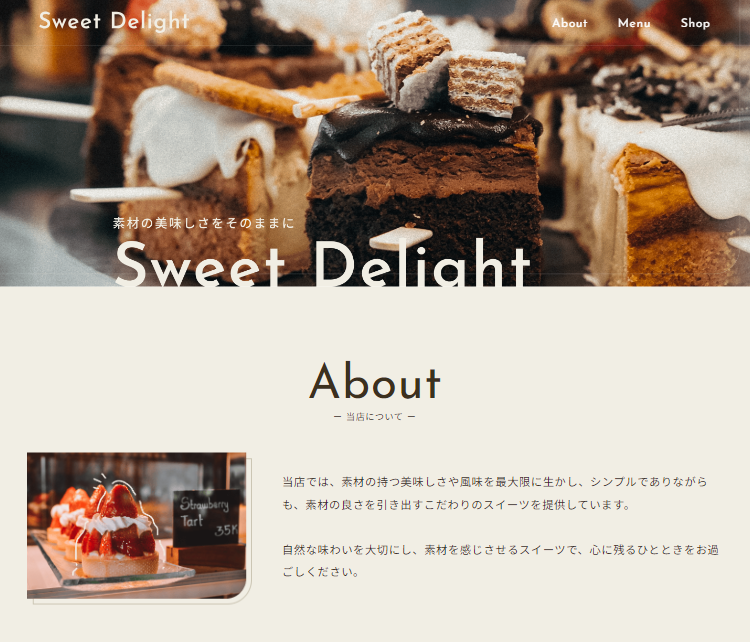 Sweet Delight
About Menu Shop
素材の美味しさをそのままに
Sweet Delight
About
ー 当店について ー
Strawberry
Tart
35K
当店では、素材の持つ美味しさや風味を最大限に生かし、シンプルでありながら
も、素材の良さを引き出すこだわりのスイーツを提供しています。
自然な味わいを大切にし、素材を感じさせるスイーツで、心に残るひとときをお過
ごしください。